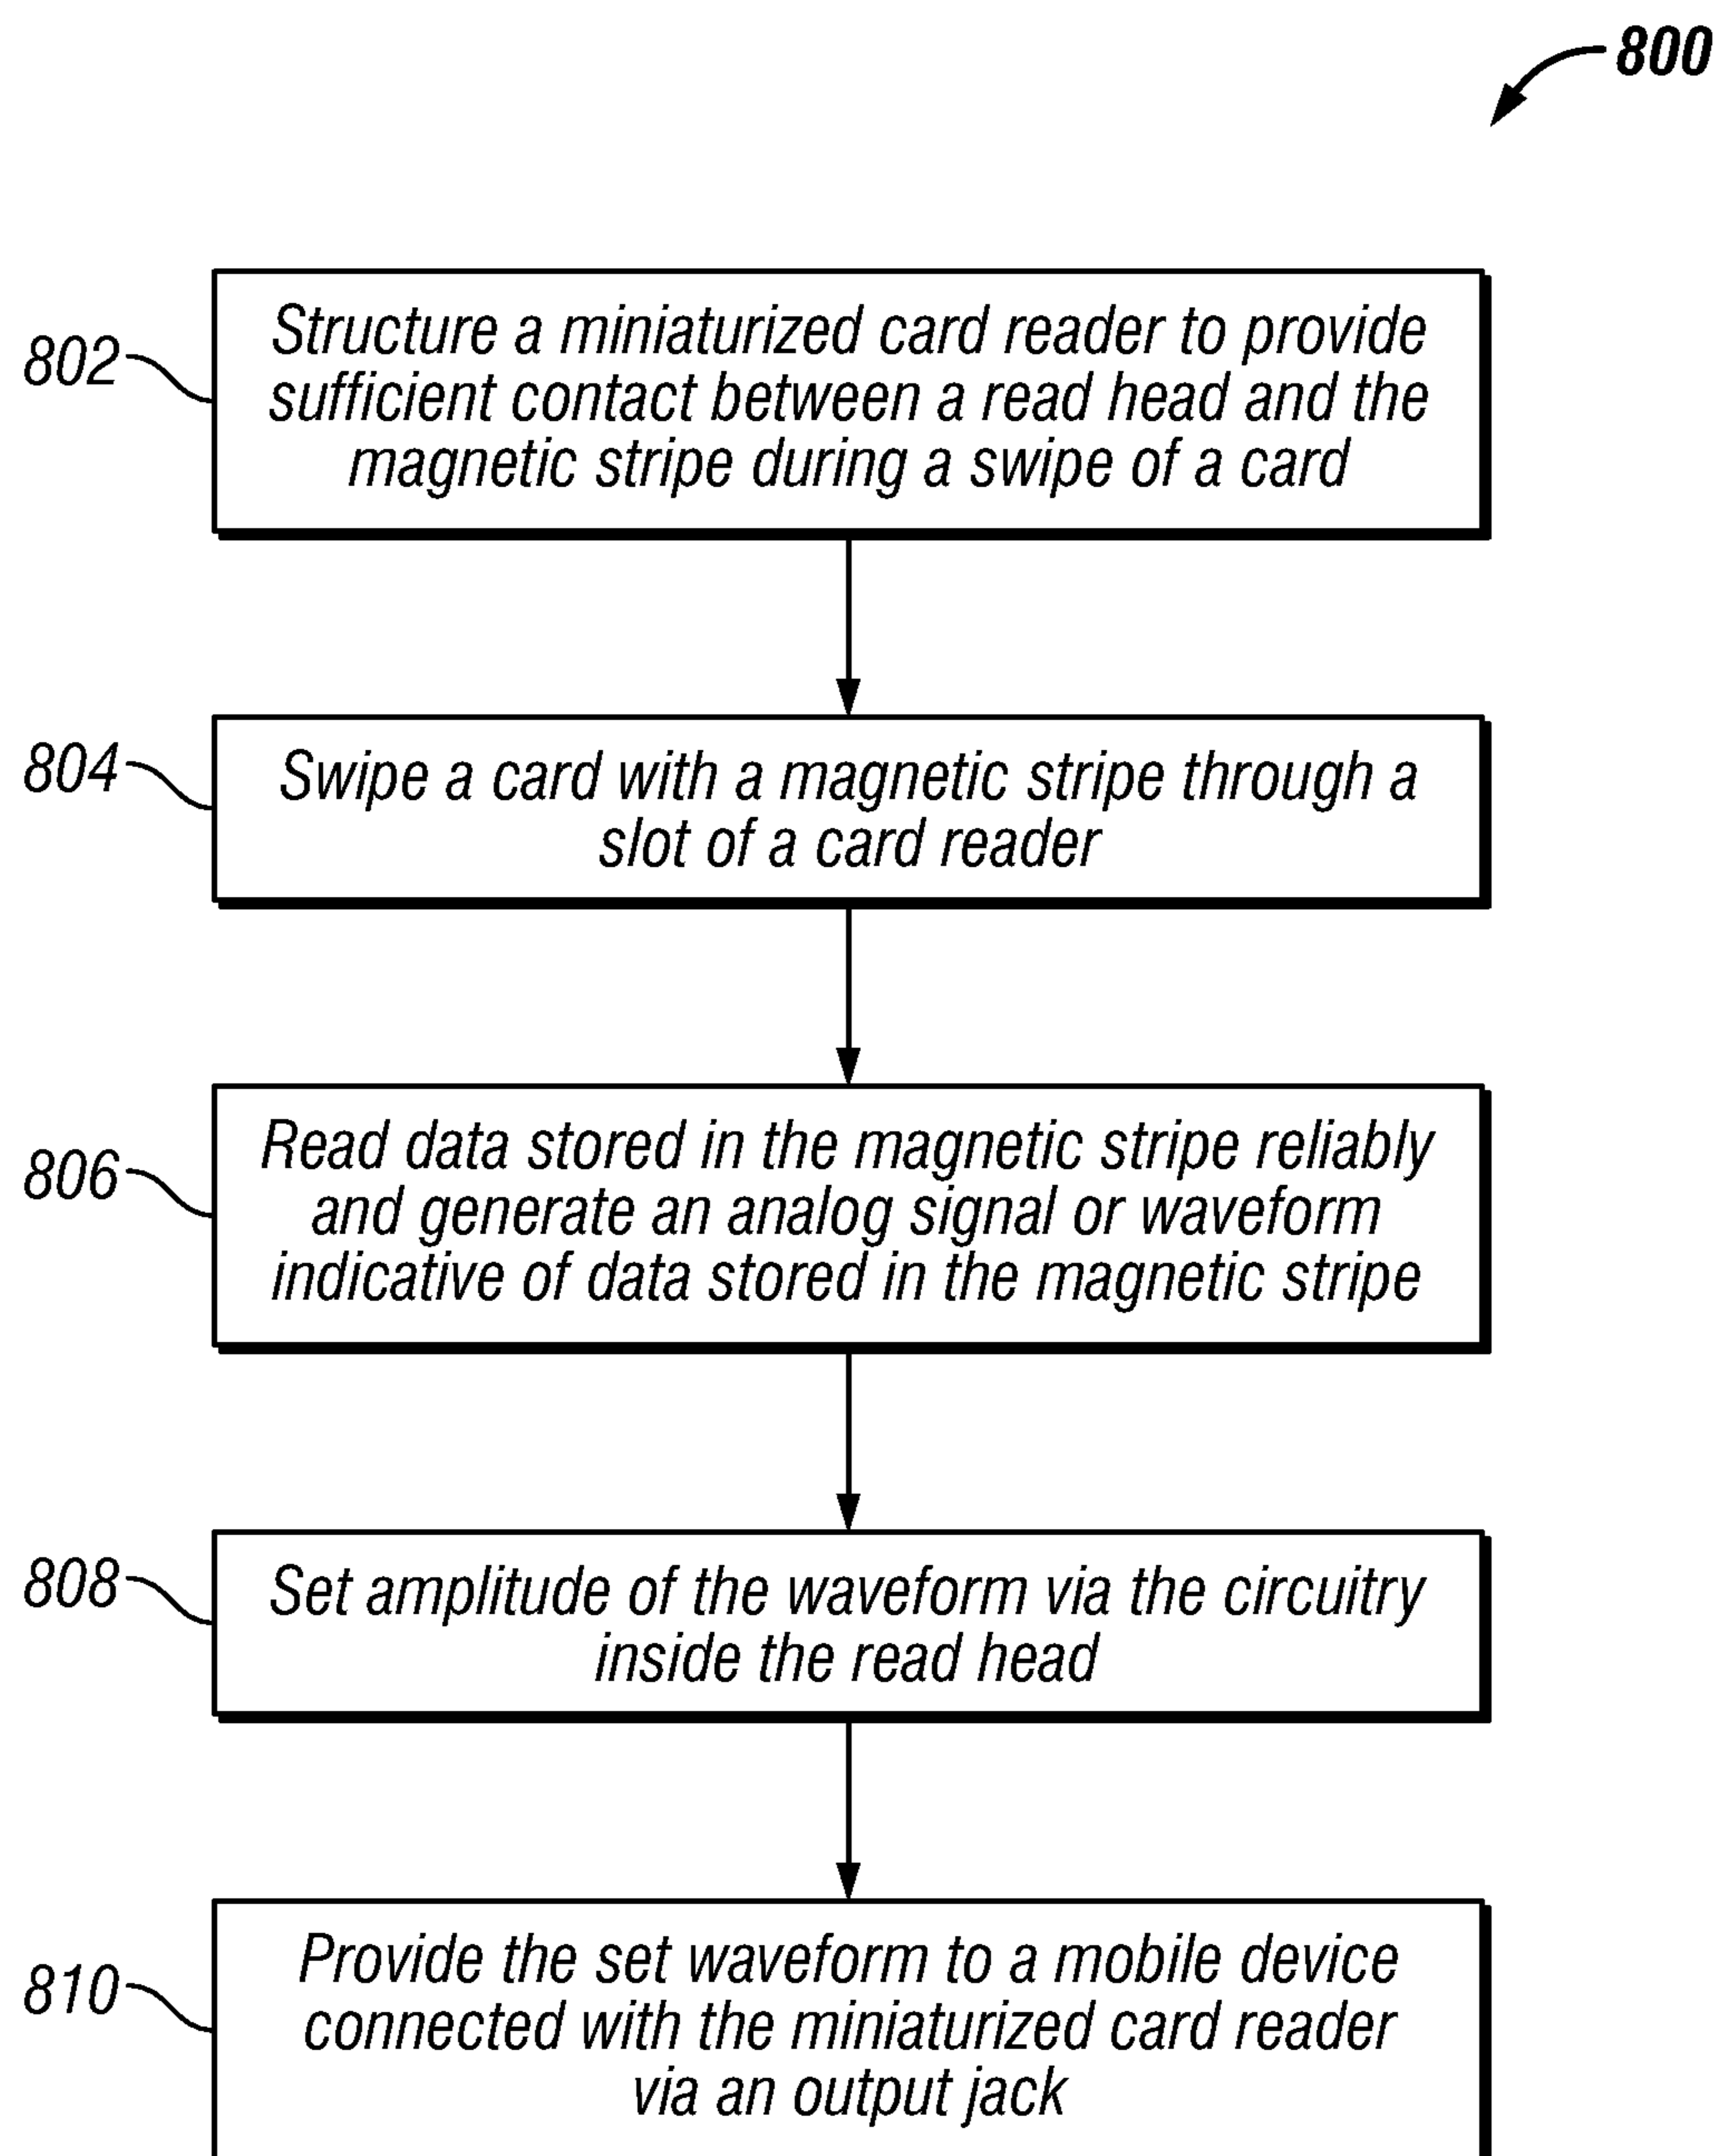 800
802
Structure a miniaturized card reader to provide
sufficient contact between a read head and the
magnetic stripe during a swipe of a card
804
Swipe a card with a magnetic stripe through a
slot of a card reader
806
Read data stored in the magnetic stripe reliably
and generate an analog signal or waveform
indicative of data stored in the magnetic stripe
808
Set amplitude of the waveform via the circuitry
inside the read head
810
Provide the set waveform to a mobile device
connected with the miniaturized card reader
via an output jack